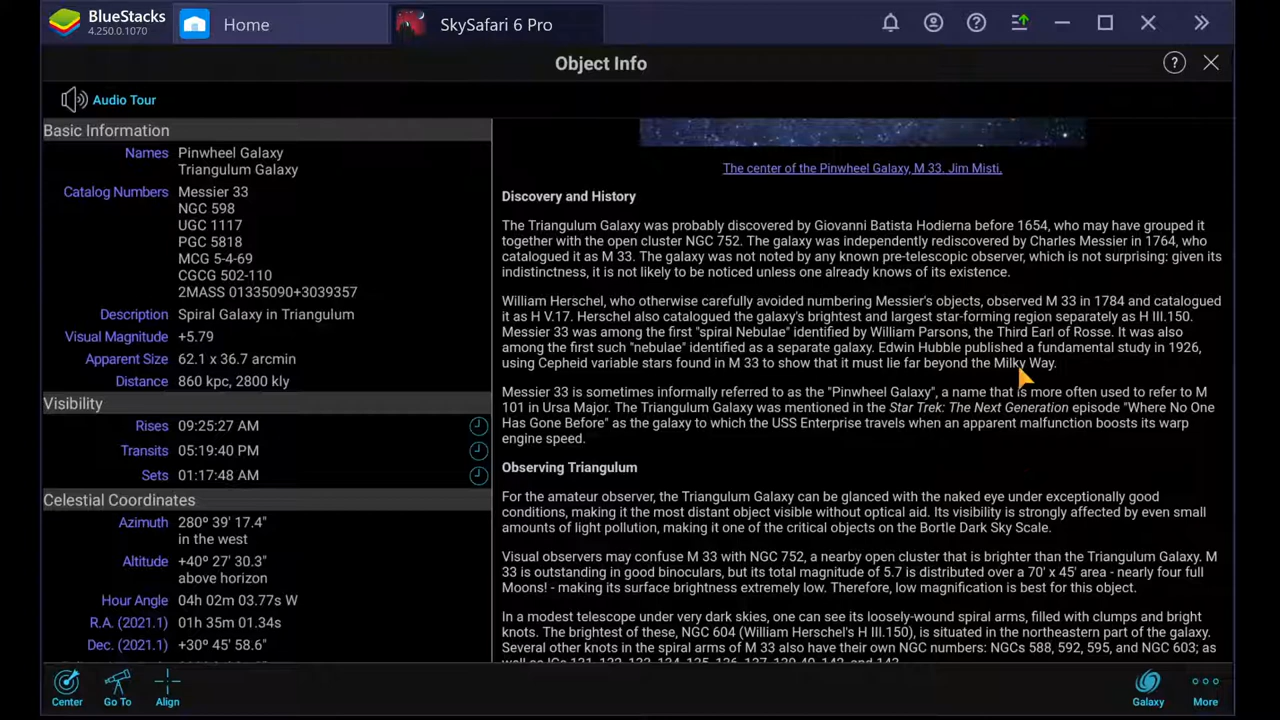 BlueStacks
4.250.0.1070
Home
SkySafari 6 Pro
Object Info
Audio Tour
Basic Information
Names Pinwheel Galaxy
Triangulum Galaxy
Catalog Numbers Messier 33
NGC 598
UGC 1117
PGC 5818
MCG 5-4-69
CGCG 502-110
2MASS 01335090+3039357
Description Spiral Galaxy in Triangulum
Visual Magnitude +5.79
Apparent Size 62.1 x 36.7 arcmin
Distance 860 kpc, 2800 kly
Visibility
Rises 09:25:27 AM
Transits 05:19:40 PM
Sets 01:17:48 AM
Celestial Coordinates
Azimuth 280º 39' 17.4"
in the west
Altitude +40º 27' 30.3"
above horizon
Hour Angle 04h 02m 03.77s W
R.A. (2021.1) 01h 35m 01.34s
Dec. (2021.1) +30º 45' 58.6"
The center of the Pinwheel Galaxy, M 33. Jim Misti.
Discovery and History
The Triangulum Galaxy was probably discovered by Giovanni Batista Hodierna before 1654, who may have grouped it
together with the open cluster NGC 752. The galaxy was independently rediscovered by Charles Messier in 1764, who
catalogued it as M 33. The galaxy was not noted by any known pre-telescopic observer, which is not surprising: given its
indistinctness, it is not likely to be noticed unless one already knows of its existence.
William Herschel, who otherwise carefully avoided numbering Messier's objects, observed M 33 in 1784 and catalogued
it as H V.17. Herschel also catalogued the galaxy's brightest and largest star-forming region separately as H III.150.
Messier 33 was among the first "spiral Nebulae" identified by William Parsons, the Third Earl of Rosse. It was also
among the first such "nebulae" identified as a separate galaxy. Edwin Hubble published a fundamental study in 1926,
using Cepheid variable stars found in M 33 to show that it must lie far beyond the Milky Way.
Messier 33 is sometimes informally referred to as the "Pinwheel Galaxy", a name that is more often used to refer to M
101 in Ursa Major. The Triangulum Galaxy was mentioned in the Star Trek: The Next Generation episode "Where No One
Has Gone Before" as the galaxy to which the USS Enterprise travels when an apparent malfunction boosts its warp
engine speed.
Observing Triangulum
For the amateur observer, the Triangulum Galaxy can be glanced with the naked eye under exceptionally good
conditions, making it the most distant object visible without optical aid. Its visibility is strongly affected by even small
amounts of light pollution, making it one of the critical objects on the Bortle Dark Sky Scale.
Visual observers may confuse M 33 with NGC 752, a nearby open cluster that is brighter than the Triangulum Galaxy. M
33 is outstanding in good binoculars, but its total magnitude of 5.7 is distributed over a 70' x 45' area - nearly four full
Moons! - making its surface brightness extremely low. Therefore, low magnification is best for this object.
In a modest telescope under very dark skies, one can see its loosely-wound spiral arms, filled with clumps and bright
knots. The brightest of these, NGC 604 (William Herschel's H III.150), is situated in the northeastern part of the galaxy.
Several other knots in the spiral arms of M 33 also have their own NGC numbers: NGCs 588, 592, 595, and NGC 603; as
well as ICs 131, 132, 133, 134, 135, 136, 137, 139-40, 142, and 143.
Center
Go To
Align
Galaxy
More